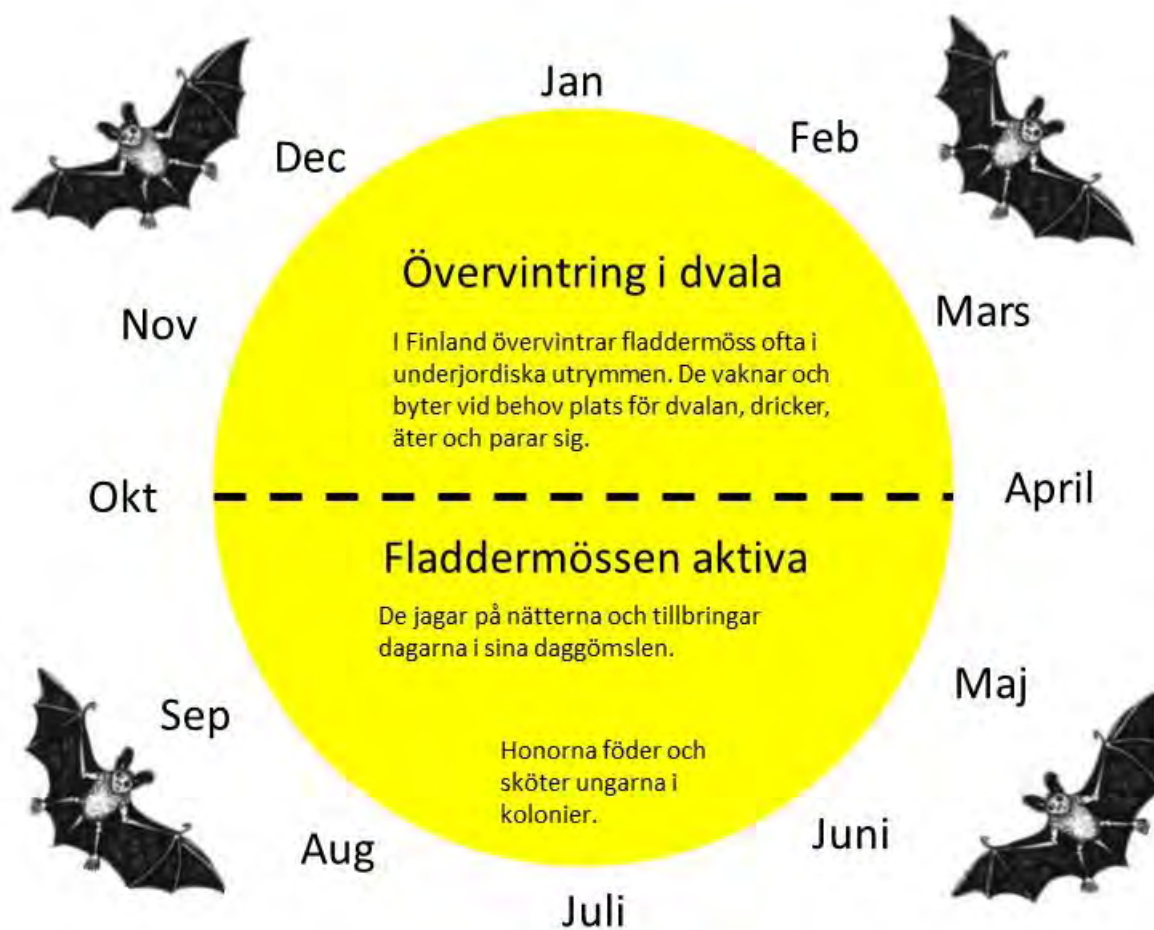 Jan
Feb
Dec
Övervintring i dvala
Nov
Mars
I Finland övervintrar fladdermöss ofta i
underjordiska utrymmen. De vaknar och
byter vid behov plats för dvalan, dricker,
äter och parar sig.
Okt
April
Fladdermössen aktiva
De jagar på nätterna och tillbringar
dagarna i sina daggömslen.
Maj
Sep
Honorna föder och
sköter ungarna i
kolonier.
Juni
Aug
Juli